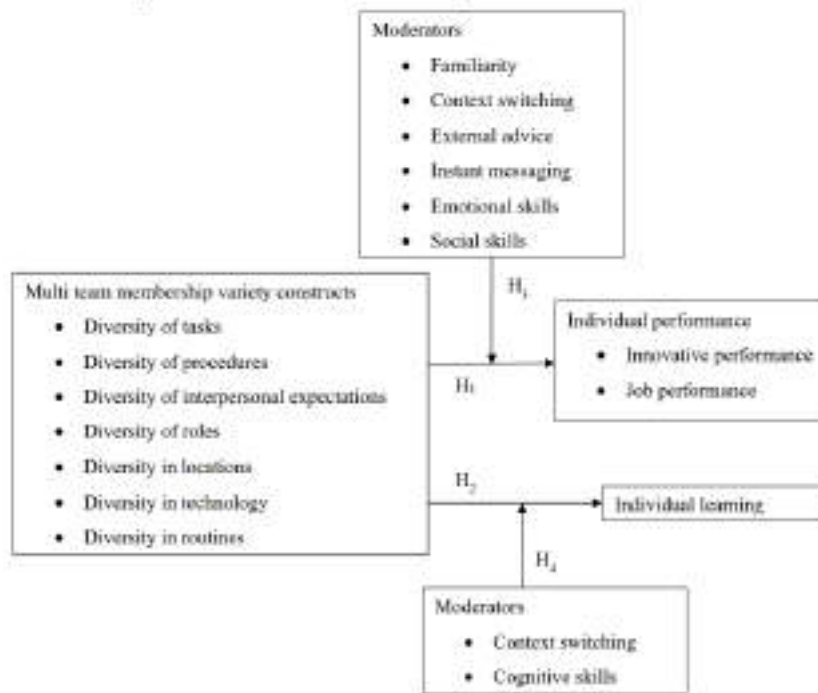 Moderators
• Familiarity
• Context switching
• External advice
• Instant messaging
• Emotional skills
• Social skills
H3
Multi team membership variety constructs
• Diversity of tasks
• Diversity of procedures
• Diversity of interpersonal expectations
• Diversity of roles
• Diversity in locations
• Diversity in technology
• Diversity in routines
H1
Individual performance
• Innovative performance
• Job performance
H2
Individual learning
H4
Moderators
• Context switching
• Cognitive skills